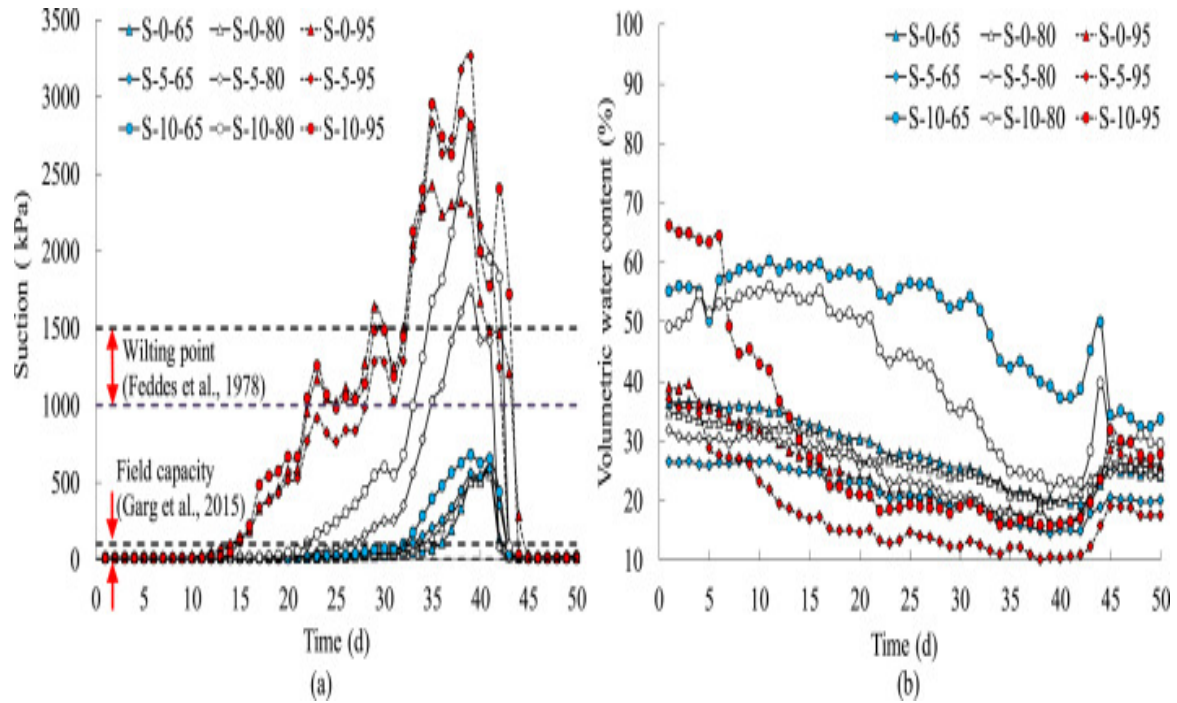 3500
3000
2500
2000
1500
1000
500
0
Suction ( kPa)
S-0-65 S-0-80 S-0-95
S-5-65 S-5-80 S-5-95
S-10-65 S-10-80 S-10-95
Wilting point
(Feddes et al., 1978)
Field capacity
(Garg et al., 2015)
0 5 10 15 20 25 30 35 40 45 50
Time (d)
(a)
100
90
80
70
60
50
40
30
20
10
Volumetric water content (%)
S-0-65 S-0-80 S-0-95
S-5-65 S-5-80 S-5-95
S-10-65 S-10-80 S-10-95
0 5 10 15 20 25 30 35 40 45 50
Time (d)
(b)